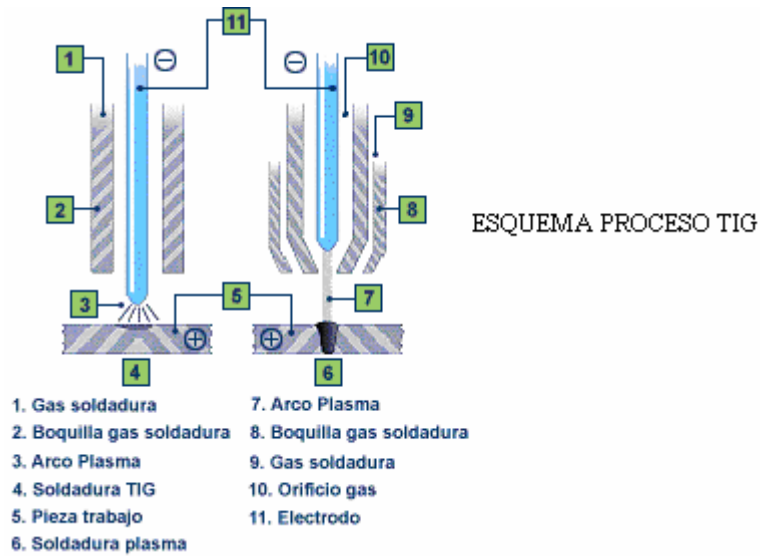 11
1
10
9
2
8
ESQUEMA PROCESO TIG
3
5
7
4
6
1. Gas soldadura
2. Boquilla gas soldadura
3. Arco Plasma
4. Soldadura TIG
5. Pieza trabajo
6. Soldadura plasma
7. Arco Plasma
8. Boquilla gas soldadura
9. Gas soldadura
10. Orificio gas
11. Electrodo